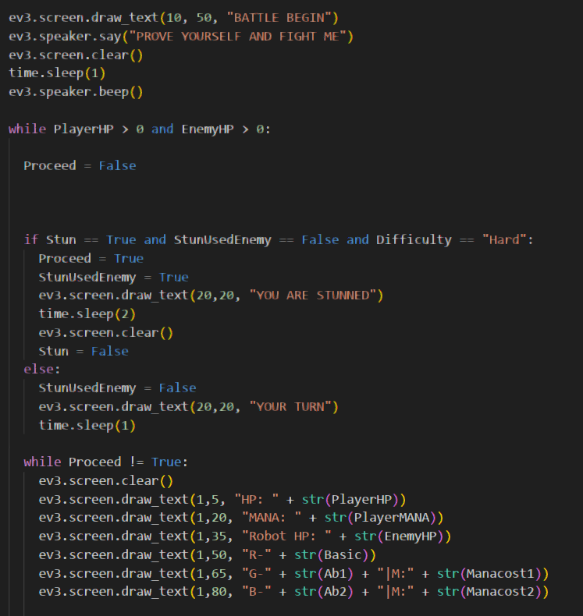 ev3.screen.draw_text(10, 50, "BATTLE BEGIN")
ev3.speaker.say("PROVE YOURSELF AND FIGHT ME")
ev3.screen.clear()
time.sleep(1)
ev3.speaker.beep()
while PlayerHP > 0 and EnemyHP > 0:
Proceed = False
if Stun == True and StunUsedEnemy == False and Difficulty == "Hard":
Proceed = True
StunUsedEnemy = True
ev3.screen.draw_text(20,20, "YOU ARE STUNNED")
time.sleep(2)
ev3.screen.clear()
Stun = False
else:
StunUsedEnemy = False
ev3.screen.draw_text(20,20, "YOUR TURN")
time.sleep(1)
while Proceed != True:
ev3.screen.clear()
ev3.screen.draw_text(1,5, "HP: " + str(PlayerHP))
ev3.screen.draw_text(1,20, "MANA: " + str(PlayerMANA))
ev3.screen.draw_text(1,35, "Robot HP: " + str(EnemyHP))
ev3.screen.draw_text(1,50, "R-" + str(Basic))
ev3.screen.draw_text(1,65, "G-" + str(Ab1) + "|M:" + str(Manacost1))
ev3.screen.draw_text(1,80, "B-" + str(Ab2) + "|M:" + str(Manacost2))